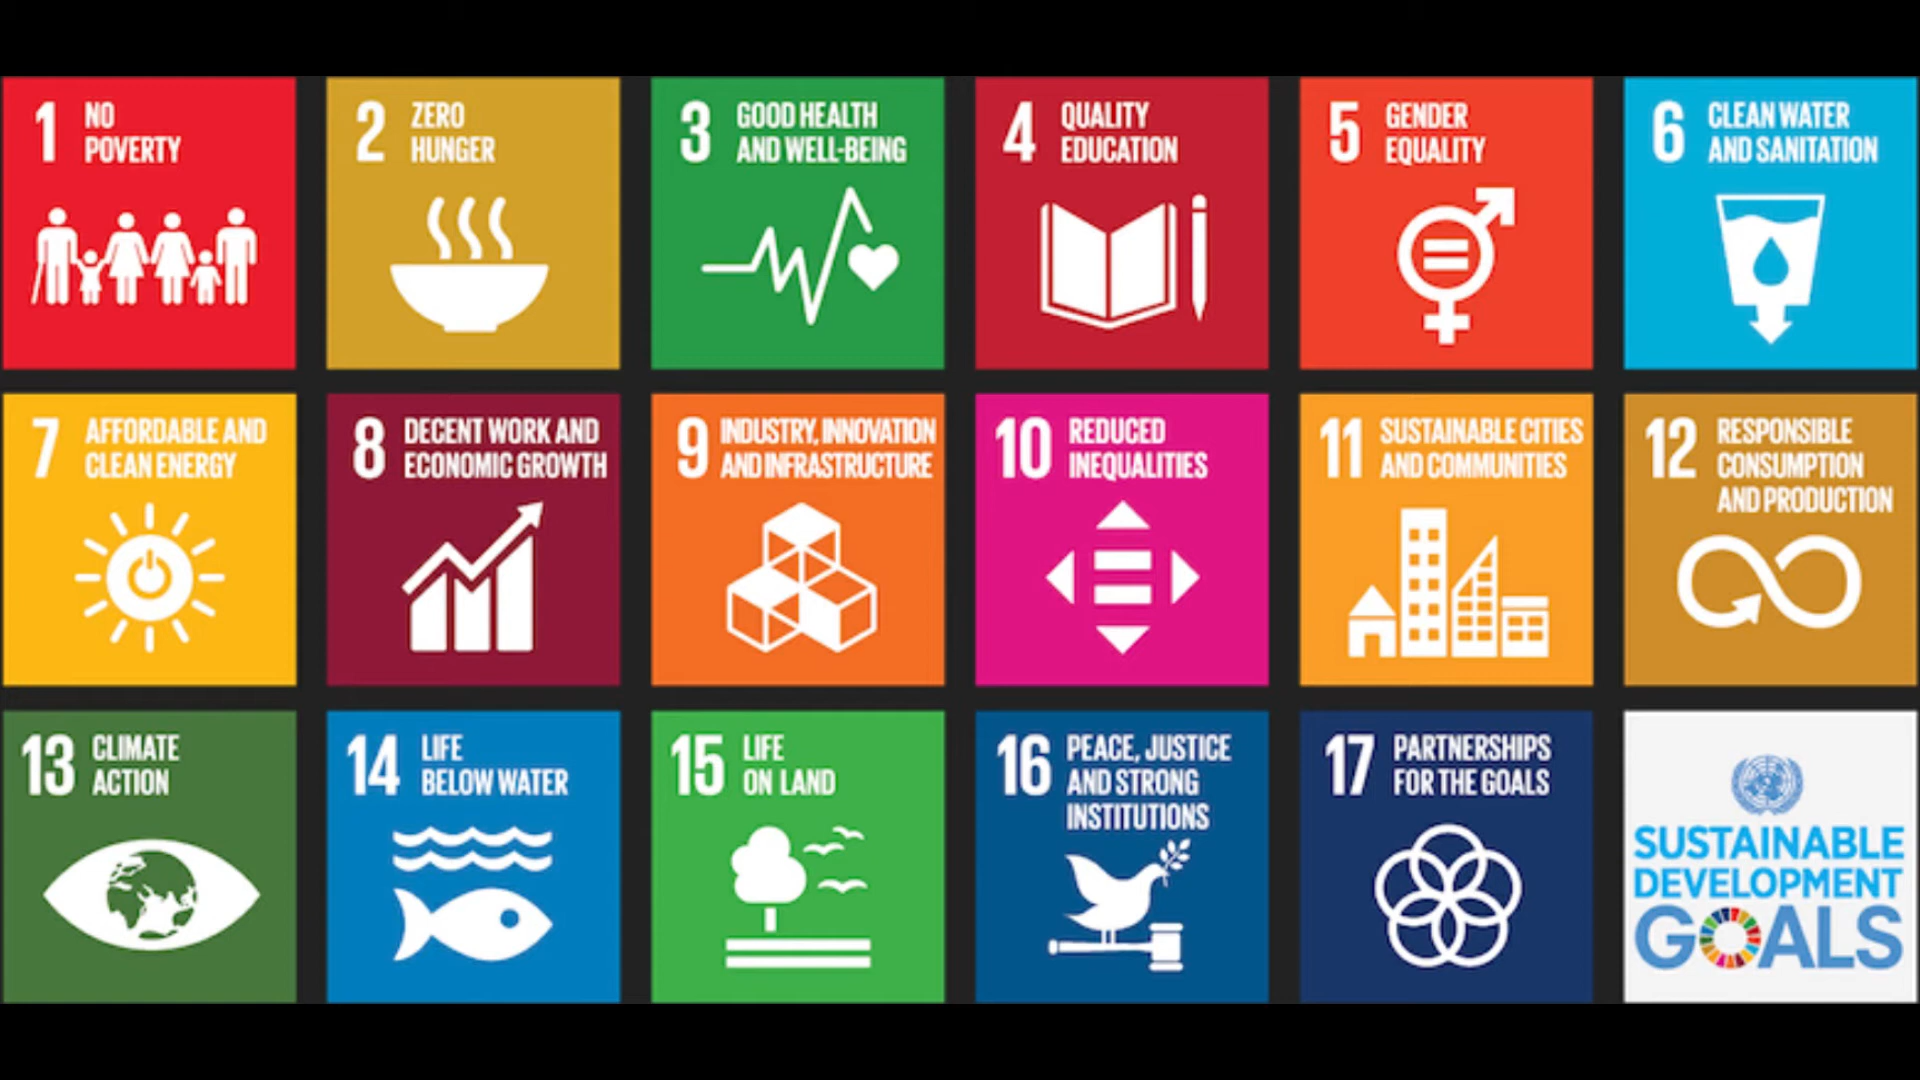 1 NO
POVERTY
2 ZERO
HUNGER
3 GOOD HEALTH
AND WELL-BEING
4 QUALITY
EDUCATION
5 GENDER
EQUALITY
6 CLEAN WATER
AND SANITATION
7 AFFORDABLE AND
CLEAN ENERGY
8 DECENT WORK AND
ECONOMIC GROWTH
9 INDUSTRY, INNOVATION
AND INFRASTRUCTURE
10 REDUCED
INEQUALITIES
11 SUSTAINABLE CITIES
AND COMMUNITIES
12 RESPONSIBLE
CONSUMPTION
AND PRODUCTION
13 CLIMATE
ACTION
14 LIFE
BELOW WATER
15 LIFE
ON LAND
16 PEACE, JUSTICE
AND STRONG
INSTITUTIONS
17 PARTNERSHIPS
FOR THE GOALS
SUSTAINABLE
DEVELOPMENT
GOALS